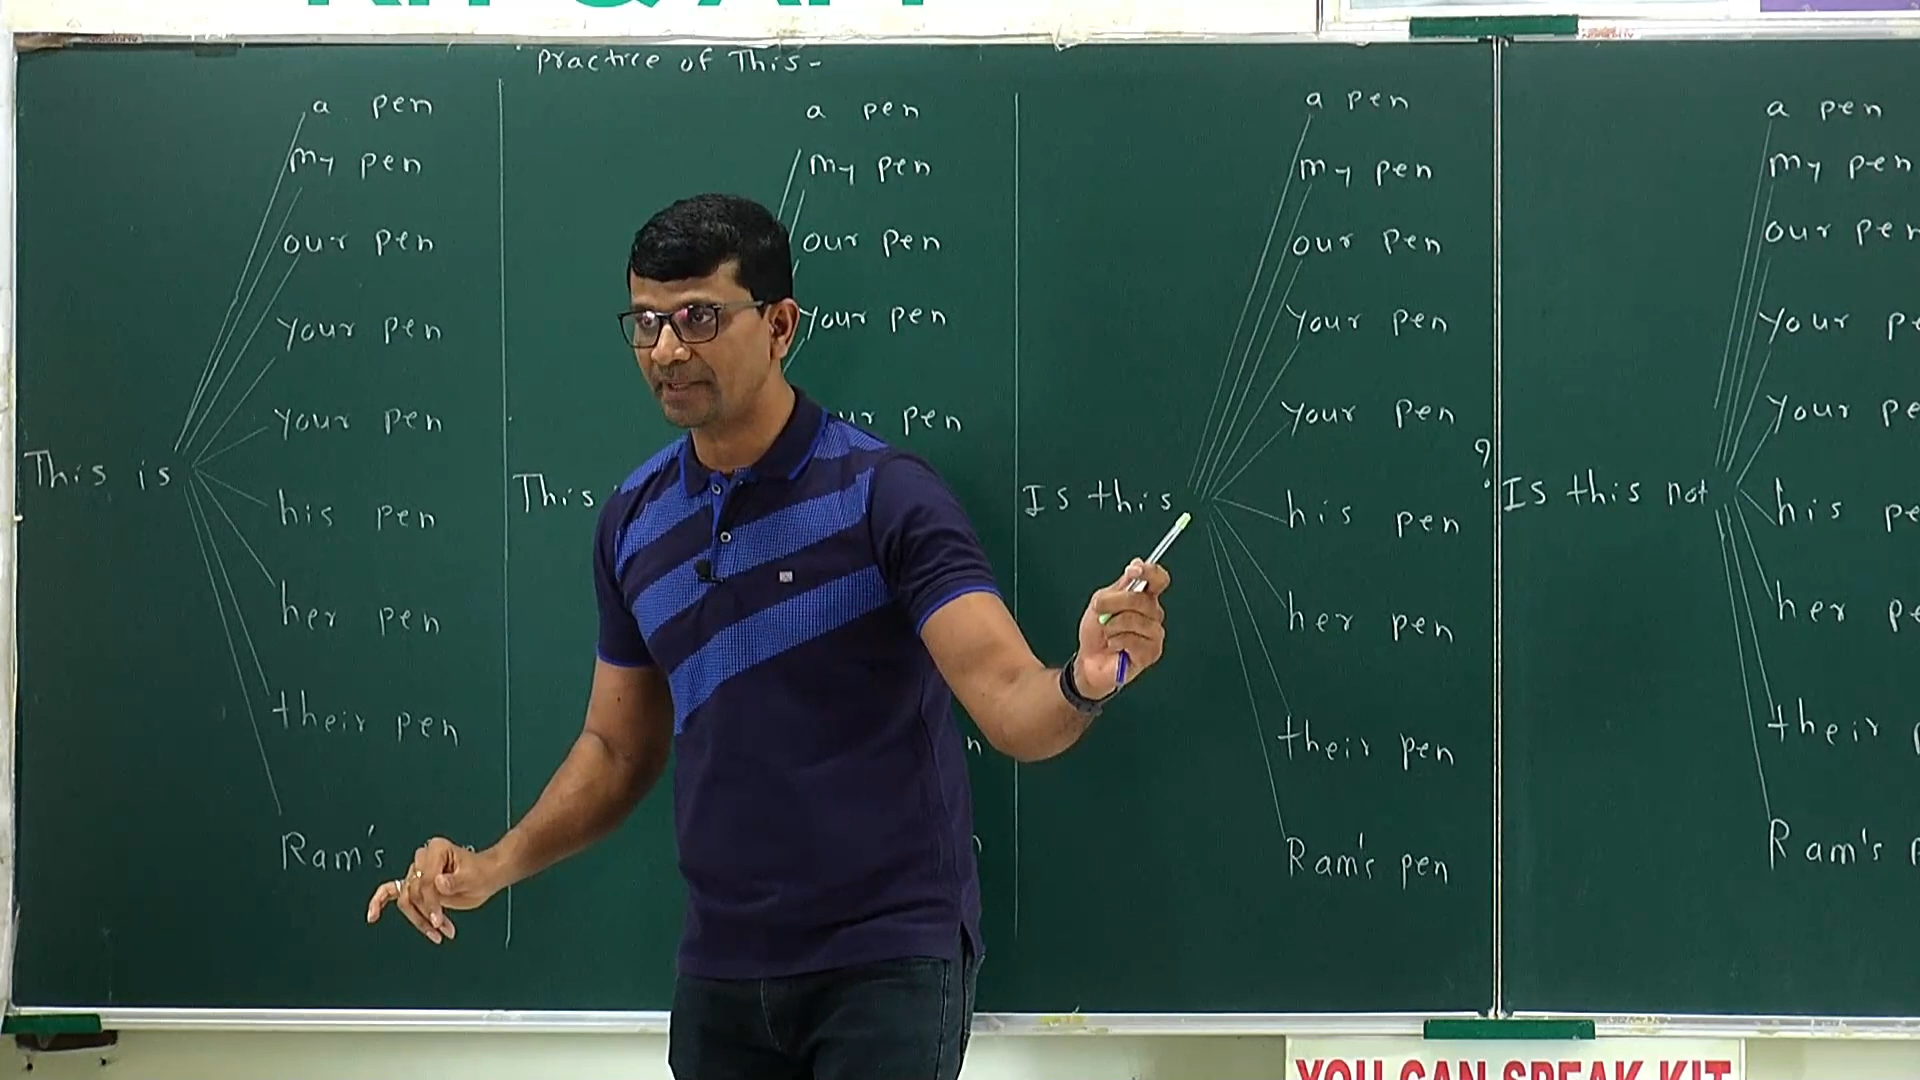 Practice of This-
a pen
my pen
our pen
your pen
your pen
This is
his pen
her pen
their pen
Ram's
a pen
my pen
our pen
your pen
pen
This
a pen
my pen
our pen
your pen
your pen
?
Is this
his pen
her pen
their pen
Ram's pen
a pen
my pen
our pen
your
your
Is this not
his
her
their
Ram's
YOU CAN SPEAK KIT